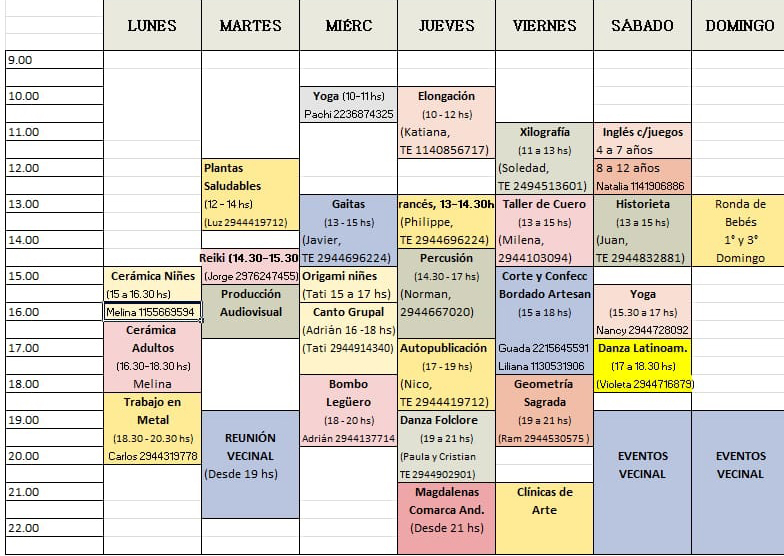 LUNES
MARTES
MIÉRC
JUEVES
VIERNES
SÁBADO
DOMINGO
9.00
10.00
11.00
12.00
13.00
14.00
15.00
16.00
17.00
18.00
19.00
20.00
21.00
22.00
Cerámica Niñes
(15 a 16.30 hs)
Melina 1155669594
Cerámica
Adultos
(16.30-18.30 hs)
Melina
Trabajo en
Metal
(18.30 - 20.30 hs)
Carlos 2944319778
Plantas
Saludables
(12 - 14 hs)
(Luz 2944419712)
Reiki (14.30-15.30
(Jorge 2976247455)
Producción
Audiovisual
REUNIÓN
VECINAL
(Desde 19 hs)
Yoga (10-11 hs)
Pachi 2236874325
Gaitas
(13 - 15 hs)
(Javier,
TE 2944696224)
Origami niñes
(Tati 15 a 17 hs)
Canto Grupal
(Adrián 16 -18 hs)
(Tati 2944914340)
Bombo
Legüero
(18 - 20 hs)
Adrián 2944137714
Elongación
(10 - 12 hs)
(Katiana,
TE 1140856717)
rancés, 13-14.30h
(Philippe,
TE 2944696224)
Percusión
(14.30 - 17 hs)
(Norman,
2944667020)
Autopublicación
(17 - 19 hs)
(Nico,
TE 2944419712)
Danza Folclore
(19 a 21 hs)
(Paula y Cristian
TE 2944902901)
Magdalenas
Comarca And.
(Desde 21 hs)
Xilografía
(11 a 13 hs)
(Soledad,
TE 2494513601)
Taller de Cuero
(13 a 15 hs)
(Milena,
2944103094)
Corte y Confecc
Bordado Artesan
(15 a 18 hs)
Guada 2215645591
Liliana 1130531906
Geometría
Sagrada
(19 a 21 hs)
(Ram 2944530575 )
Clínicas de
Arte
Inglés c/juegos
4 a 7 años
8 a 12 años
Natalia 1141906886
Historieta
(13 a 15 hs)
(Juan,
TE 2944832881)
Yoga
(15.30 a 17 hs)
Nancy 2944728092
Danza Latinoam.
(17 a 18.30 hs)
(Violeta 2944716879)
EVENTOS
VECINAL
Ronda de
Bebés
1° y 3°
Domingo
EVENTOS
VECINAL